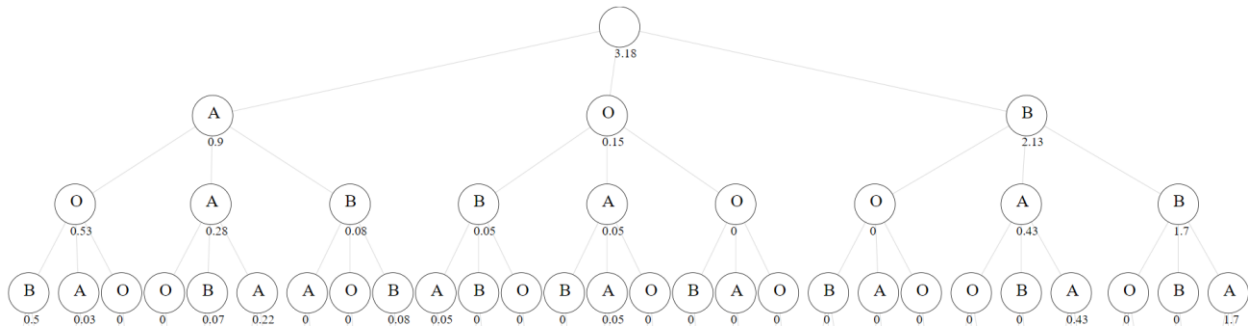 3.18
A O B
0.9 0.15 2.13
O A B B A O O A B
0.53 0.28 0.08 0.05 0.05 0 0 0.43 1.7
B A O O B A A O B A B O B A O B A O B A O O B A O B A
0.5 0.03 0 0 0.07 0.22 0 0 0.08 0.05 0 0 0 0.05 0 0 0 0 0 0 0 0 0 0.43 0 0 1.7